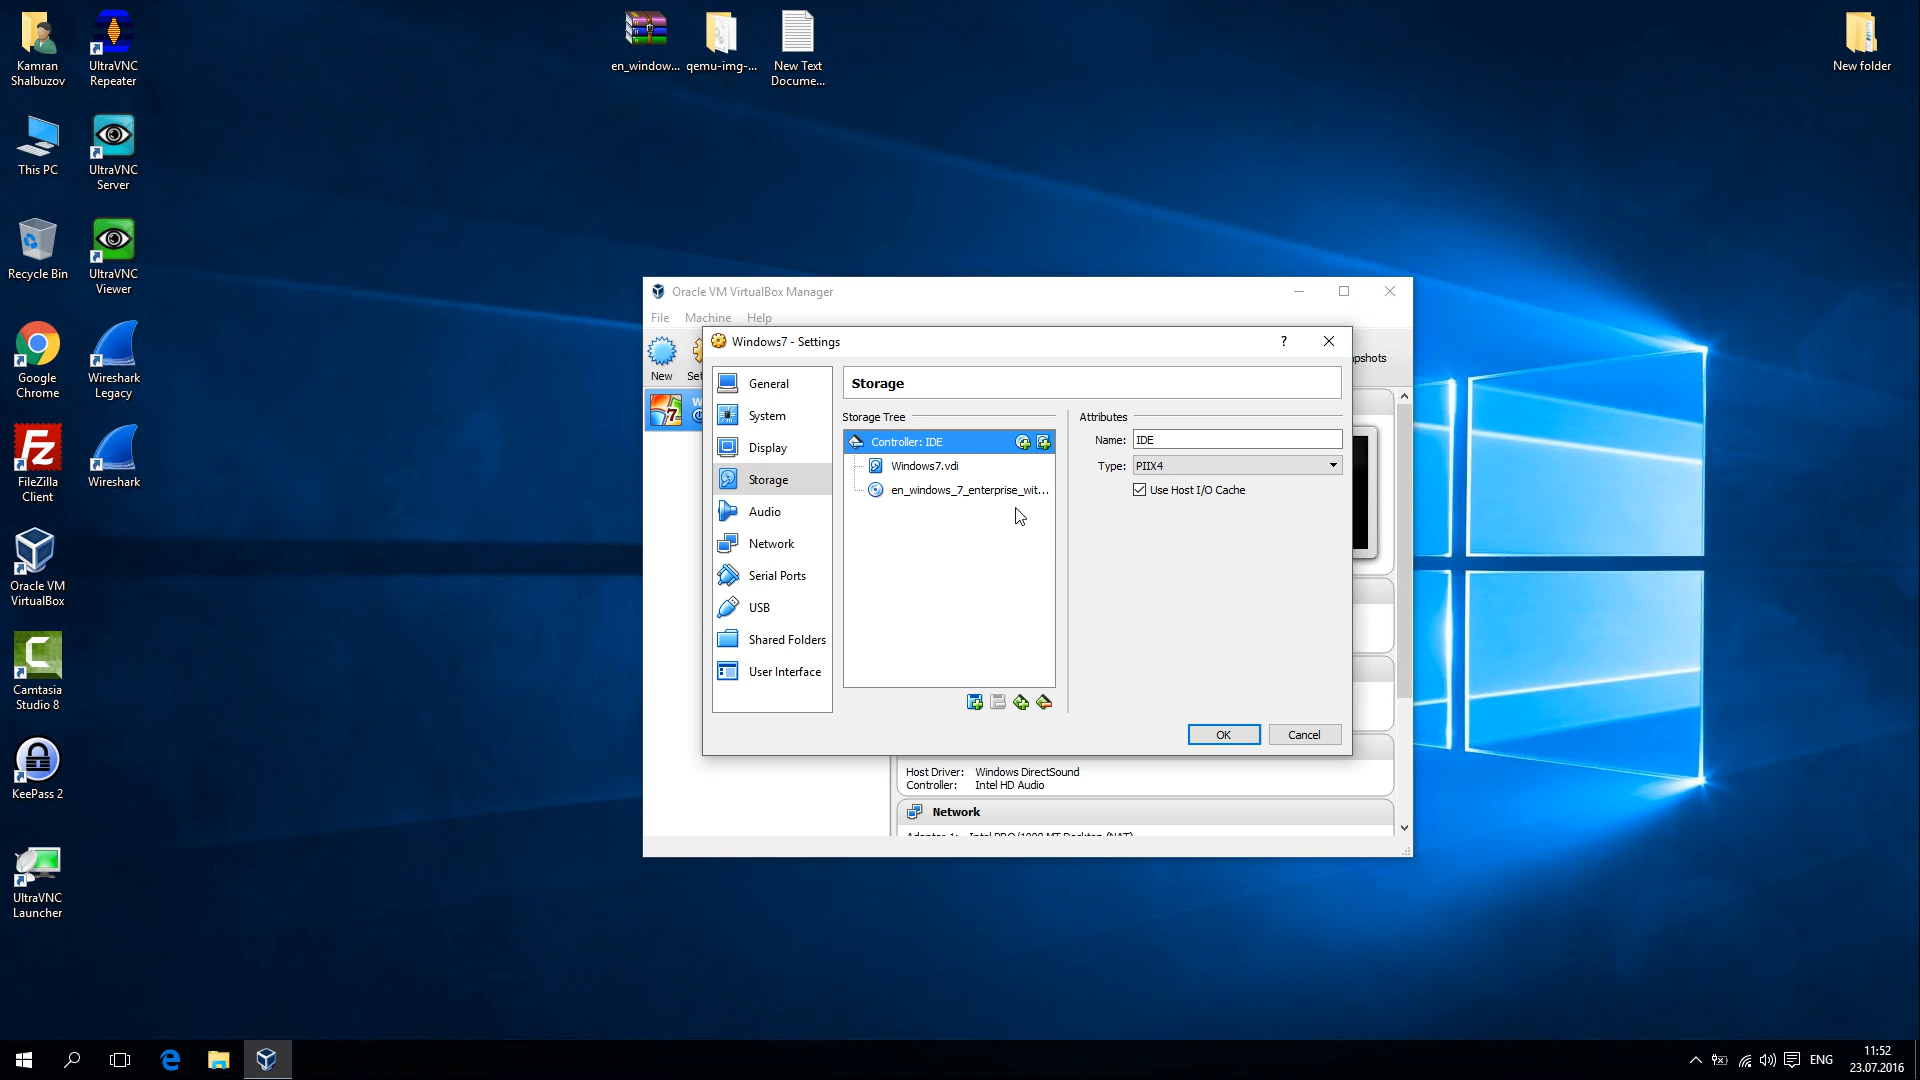 Kamran
Shalbuzov
UltraVNC
Repeater
en_window...
qemu-img-...
New Text
Docume...
New folder
This PC
UltraVNC
Server
Recycle Bin
UltraVNC
Viewer
Google
Chrome
Wireshark
Legacy
FileZilla
Client
Wireshark
Oracle VM
VirtualBox
Camtasia
Studio 8
KeePass 2
UltraVNC
Launcher
Oracle VM VirtualBox Manager
File Machine Help
New
Windows7 - Settings
?
General
System
Display
Storage
Audio
Network
Serial Ports
USB
Shared Folders
User Interface
Storage
Storage Tree
Controller: IDE
Windows7.vdi
en_windows_7_enterprise_wit...
Attributes
Name: IDE
Type: PIIX4
Use Host I/O Cache
OK Cancel
Host Driver: Windows DirectSound
Controller: Intel HD Audio
Network
ENG
11:52
23.07.2016